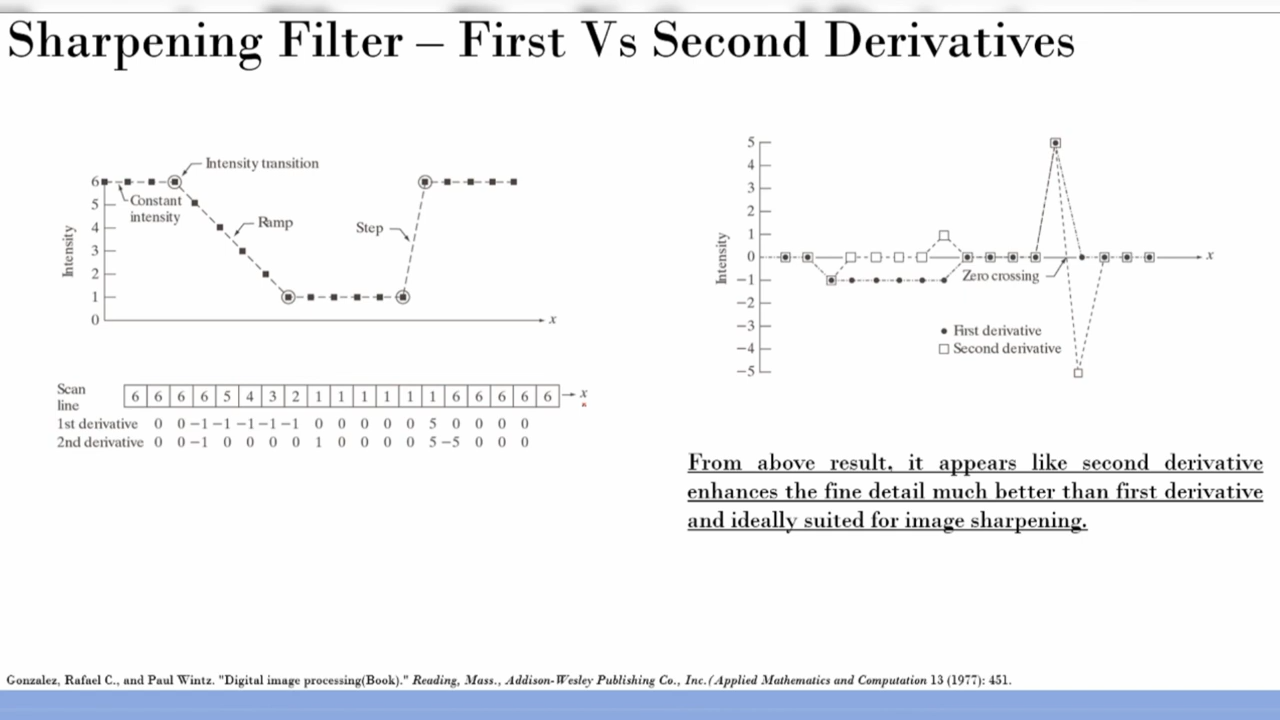 Sharpening Filter – First Vs Second Derivatives
Intensity transition
6
5
4
3
2
1
0
Intensity
Constant
intensity
Ramp
Step
x
Scan
line
6 6 6 6 5 4 3 2 1 1 1 1 1 1 6 6 6 6 6
x
1st derivative 0 0 −1 −1 −1 −1 −1 0 0 0 0 0 5 0 0 0 0
2nd derivative 0 0 −1 0 0 0 0 1 0 0 0 0 5 −5 0 0 0
5
4
3
2
1
0
−1
−2
−3
−4
−5
Intensity
x
Zero crossing
First derivative
Second derivative
From above result, it appears like second derivative
enhances the fine detail much better than first derivative
and ideally suited for image sharpening.
Gonzalez, Rafael C., and Paul Wintz. "Digital image processing(Book)." Reading, Mass., Addison-Wesley Publishing Co., Inc.(Applied Mathematics and Computation 13 (1977): 451.